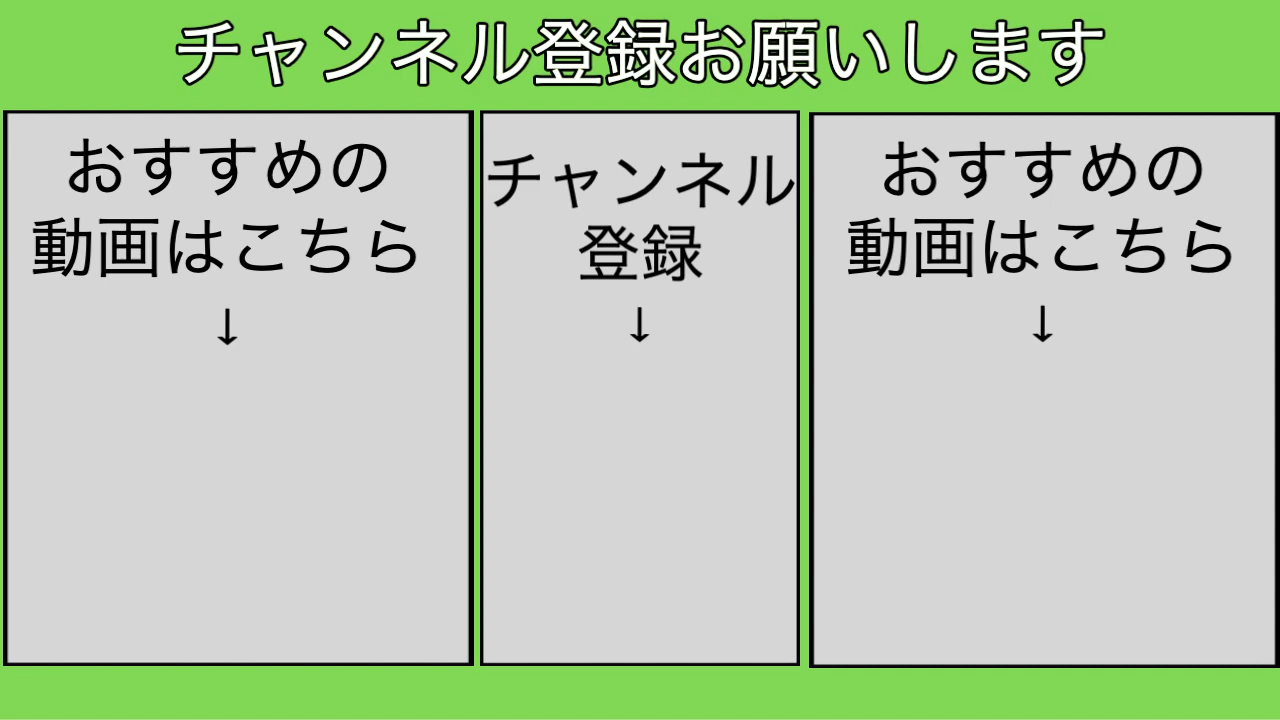 チャンネル登録お願いします
おすすめの
動画はこちら
↓
チャンネル
登録
↓
おすすめの
動画はこちら
↓